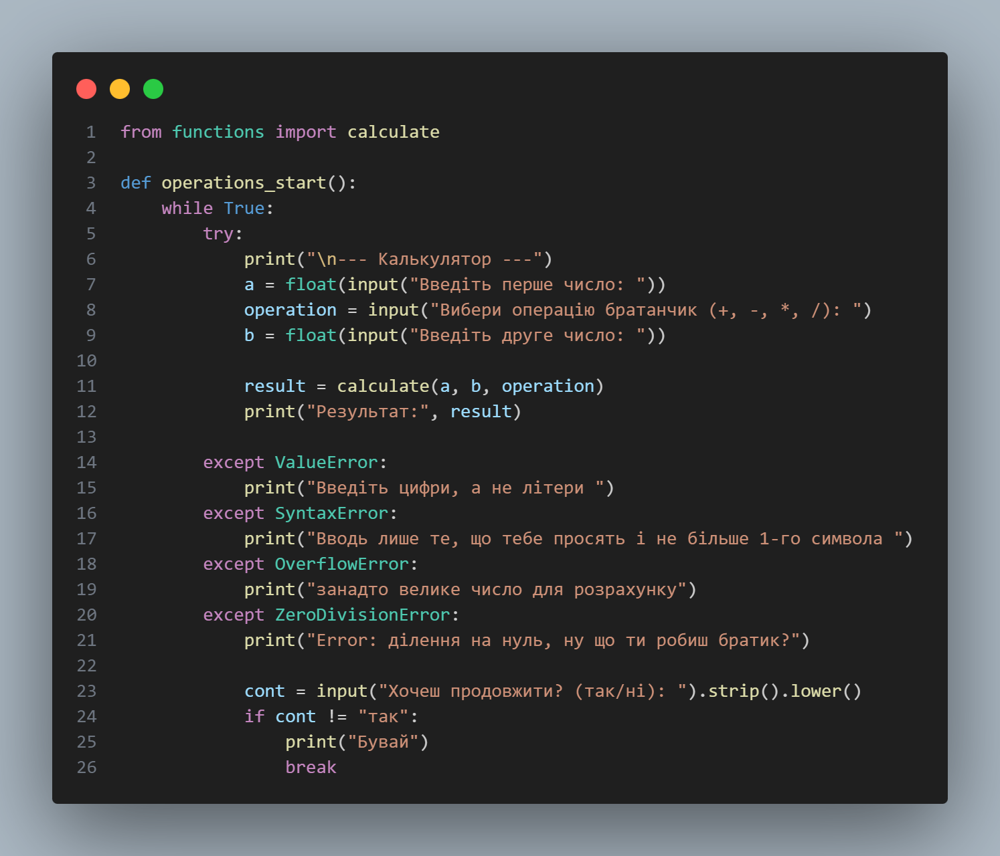 1 from functions import calculate
2
3 def operations_start():
4     while True:
5         try:
6             print("\n--- Калькулятор ---")
7             a = float(input("Введіть перше число: "))
8             operation = input("Вибери операцію братанчик (+, -, *, /): ")
9             b = float(input("Введіть друге число: "))
10
11             result = calculate(a, b, operation)
12             print("Результат:", result)
13
14         except ValueError:
15             print("Введіть цифри, а не літери ")
16         except SyntaxError:
17             print("Вводь лише те, що тебе просять і не більше 1-го символа ")
18         except OverflowError:
19             print("занадто велике число для розрахунку")
20         except ZeroDivisionError:
21             print("Error: ділення на нуль, ну що ти робиш братик?")
22
23             cont = input("Хочеш продовжити? (так/ні): ").strip().lower()
24             if cont != "так":
25                 print("Бувай")
26                 break